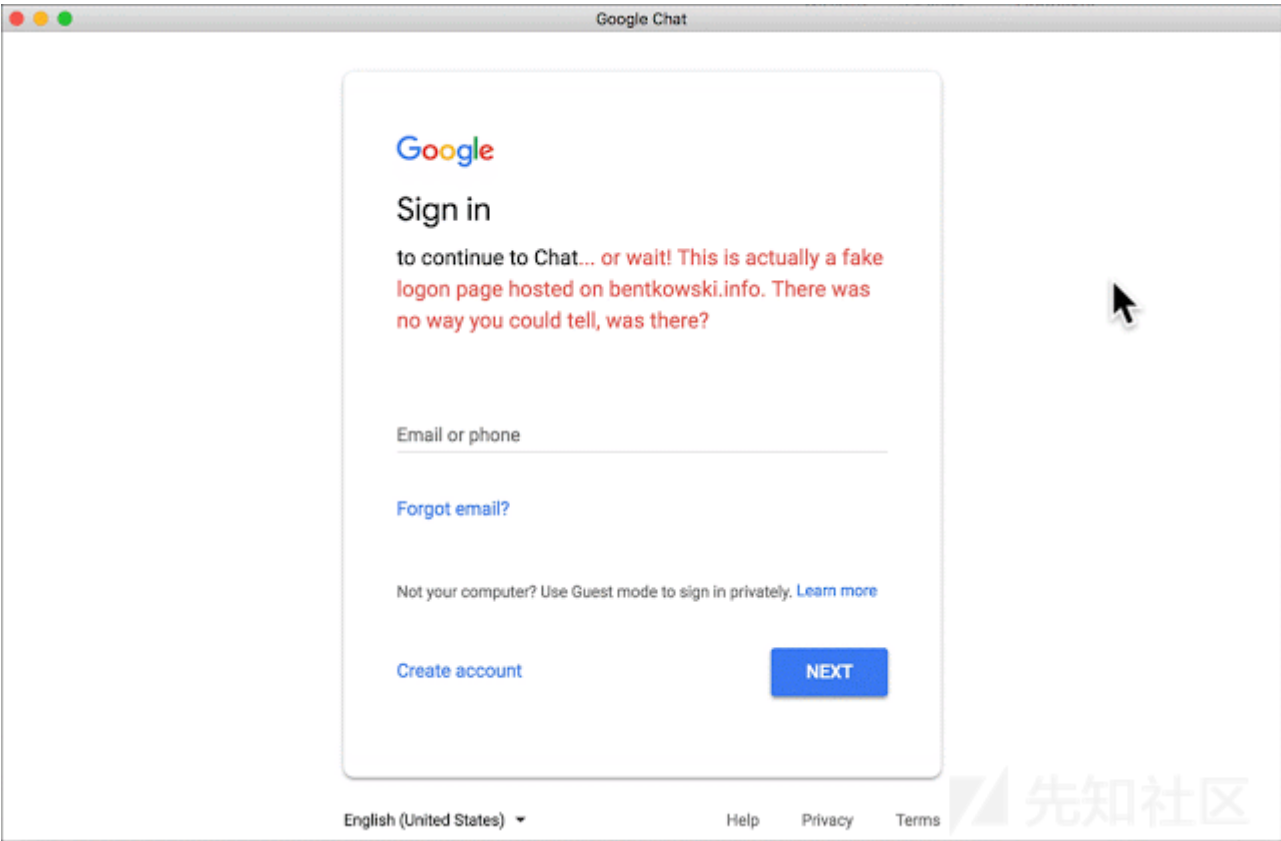 Google Chat
Google
Sign in
to continue to Chat... or wait! This is actually a fake
logon page hosted on bentkowski.info. There was
no way you could tell, was there?
Email or phone
Forgot email?
Not your computer? Use Guest mode to sign in privately. Learn more
Create account
NEXT
English (United States)
Help
Privacy
Terms
先知社区